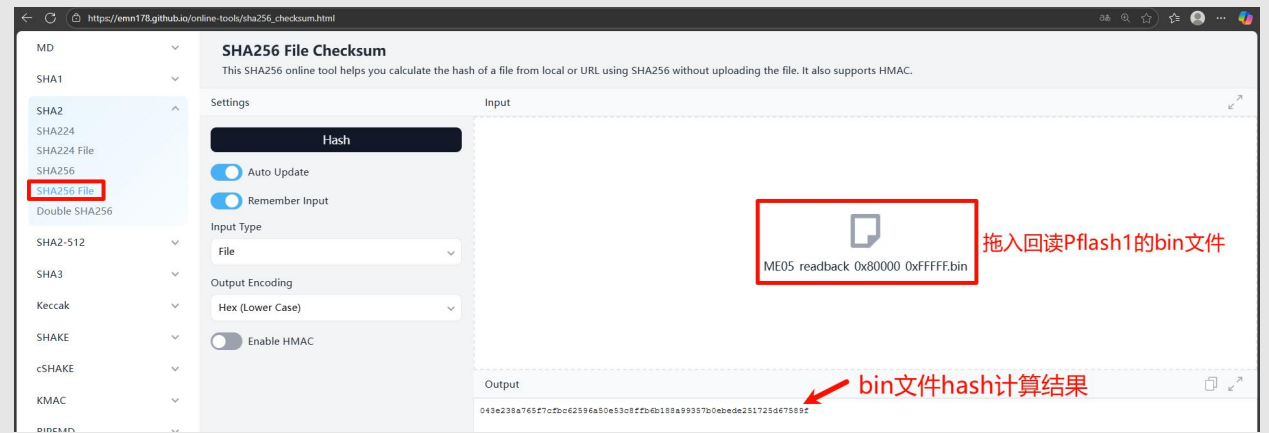 https://emn178.github.io/online-tools/sha256_checksum.html
MD
SHA1
SHA2
SHA224
SHA224 File
SHA256
SHA256 File
Double SHA256
SHA2-512
SHA3
Keccak
SHAKE
cSHAKE
KMAC
RIPEMD
SHA256 File Checksum
This SHA256 online tool helps you calculate the hash of a file from local or URL using SHA256 without uploading the file. It also supports HMAC.
Settings
Hash
Auto Update
Remember Input
Input Type
File
Output Encoding
Hex (Lower Case)
Enable HMAC
Input
ME05_readback_0x80000_0xFFFFF.bin
拖入回读Pflash1的bin文件
Output
bin文件hash计算结果
043e238a765f7cfbc62596a50e53c8ffb6b188a99357b0ebede251725d67589f